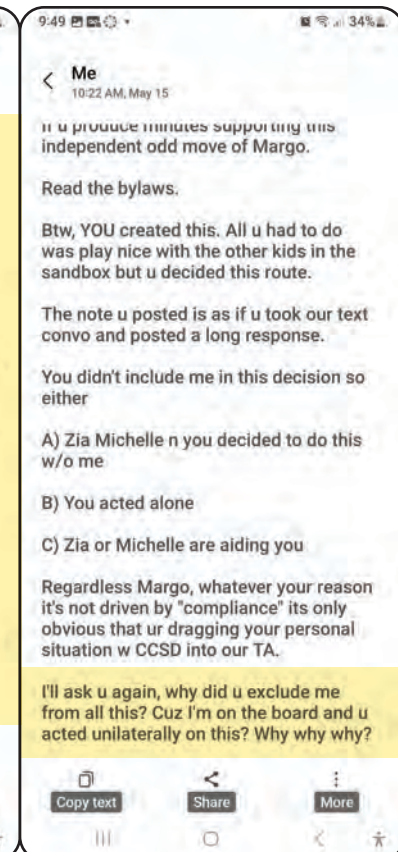 9:49 34%
Me
10:22 AM, May 15
If u produce minutes supporting this
independent odd move of Margo.
Read the bylaws.
Btw, YOU created this. All u had to do
was play nice with the other kids in the
sandbox but u decided this route.
The note u posted is as if u took our text
convo and posted a long response.
You didn't include me in this decision so
either
A) Zia Michelle n you decided to do this
w/o me
B) You acted alone
C) Zia or Michelle are aiding you
Regardless Margo, whatever your reason
it's not driven by "compliance" its only
obvious that ur dragging your personal
situation w CCSD into our TA.
I'll ask u again, why did u exclude me
from all this? Cuz I'm on the board and u
acted unilaterally on this? Why why why?
Copy text Share More